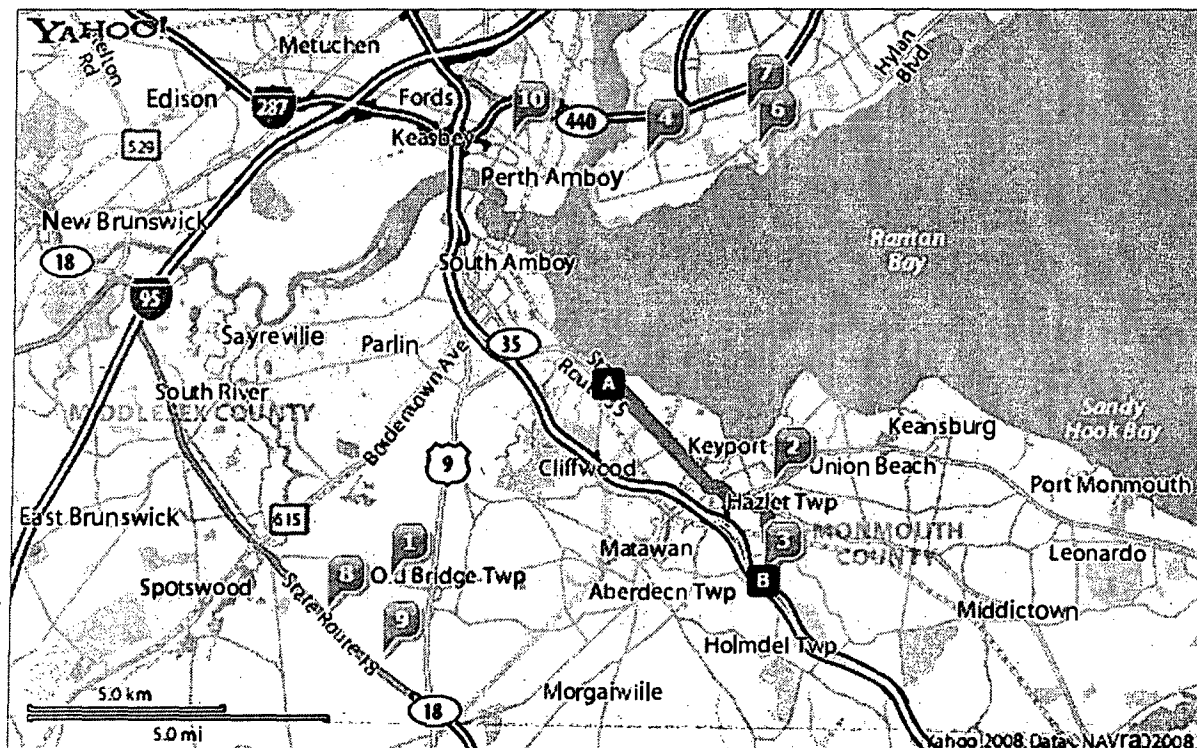 YAHOO!
Metuchen
Hylan
Blvd
Rd
7
Edison
287
Fords
10
440
4
6
529
Keasbey
Perth Amboy
New Brunswick
18
Raritan
Bay
South Amboy
95
Sayreville
Parlin
35
A
South River
MIDDLESEX COUNTY
Bordentown Ave
Sandy
Hook Bay
Keyport
2
Keansburg
9
Cliffwood
Union Beach
Port Monmouth
Hazlet Twp
East Brunswick
615
1
3
MONMOUTH
COUNTY
Matawan
Leonardo
Spotswood
8
Old Bridge Twp
Aberdeen Twp
B
State Route 18
9
Middletown
Holmdel Twp
5.0 km
Morganville
18
5.0 mi
Yahoo! 2008, Data
2008